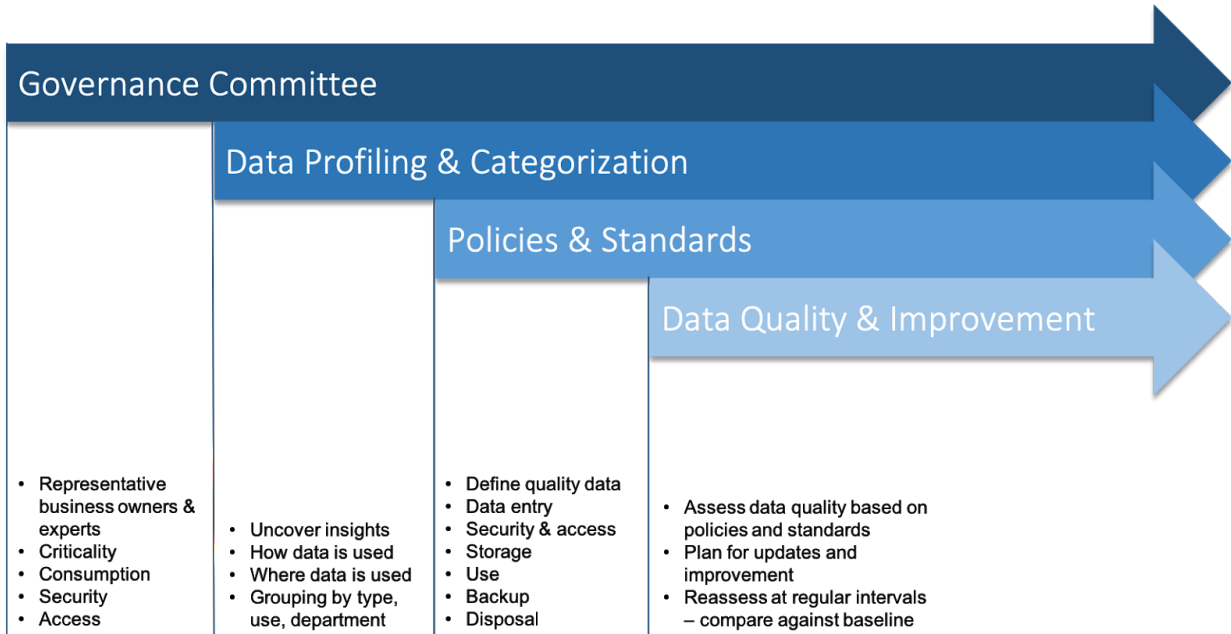 Governance Committee
Data Profiling & Categorization
Policies & Standards
Data Quality & Improvement
• Representative
business owners &
experts
• Criticality
• Consumption
• Security
• Access
• Uncover insights
• How data is used
• Where data is used
• Grouping by type,
use, department
• Define quality data
• Data entry
• Security & access
• Storage
• Use
• Backup
• Disposal
• Assess data quality based on
policies and standards
• Plan for updates and
improvement
• Reassess at regular intervals
– compare against baseline